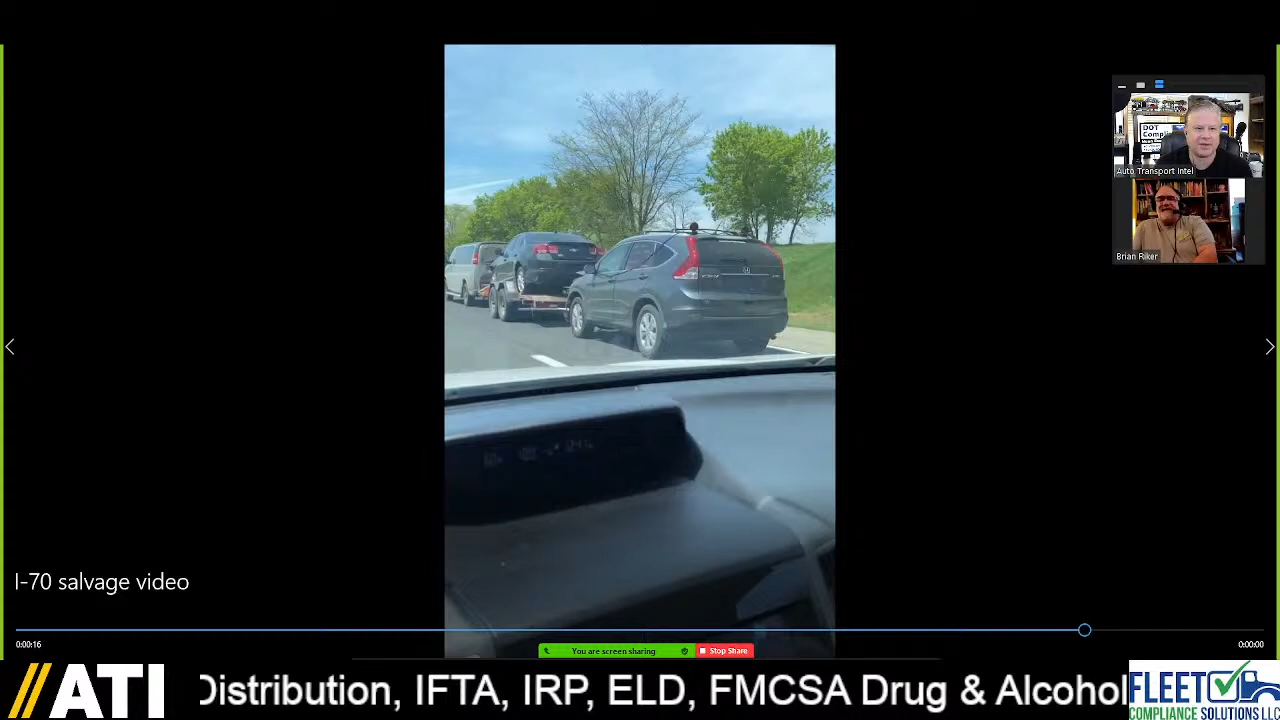 DOT
Auto Transport Intel
Brian Riker
I-70 salvage video
0:00:16
0:00:00
You are screen sharing
Stop Share
ATI
Distribution, IFTA, IRP, ELD, FMCSA Drug & Alcohol
FLEET
COMPLIANCE SOLUTIONS LLC